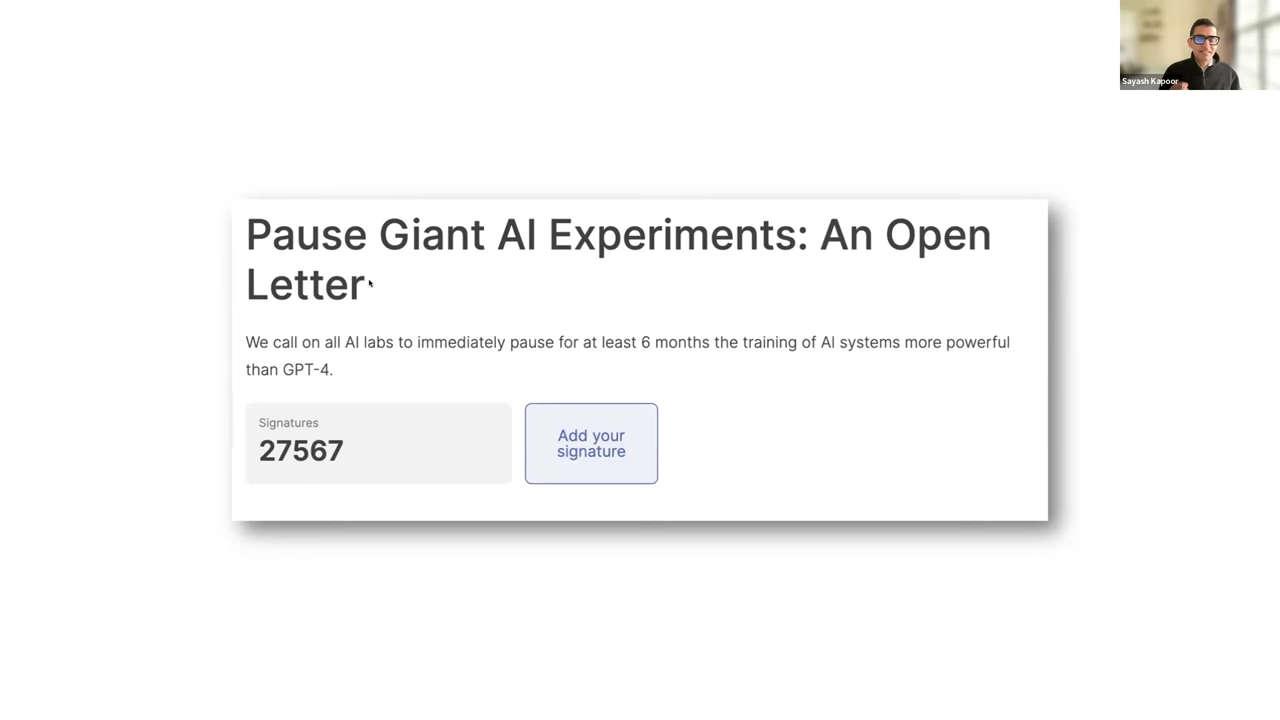 Sayash Kapoor
Pause Giant AI Experiments: An Open
Letter
We call on all AI labs to immediately pause for at least 6 months the training of AI systems more powerful
than GPT-4.
Signatures
27567
Add your
signature